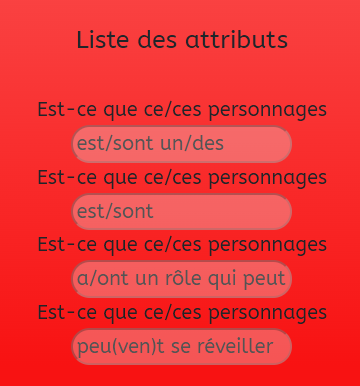 Liste des attributs
Est-ce que ce/ces personnages
est/sont un/des
Est-ce que ce/ces personnages
est/sont
Est-ce que ce/ces personnages
a/ont un rôle qui peut
Est-ce que ce/ces personnages
peu(ven)t se réveiller